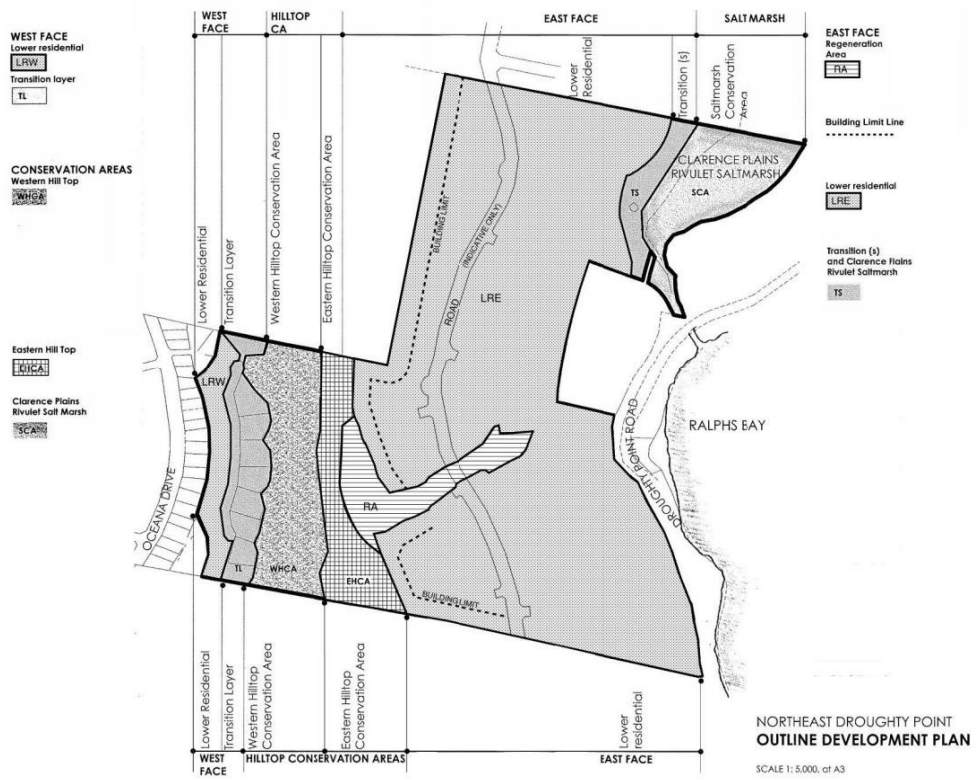 WEST
FACE
HILLTOP
CA
EAST FACE
SALT MARSH
WEST FACE
Lower residential
LRW
Transition layer
TL
CONSERVATION AREAS
Western Hill Top
WHCA
Eastern Hill Top
EHCA
Clarence Plains
Rivulet Salt Marsh
SCA
EAST FACE
Regeneration
Area
RA
Building Limit Line
Lower residential
LRE
Transition (s)
and Clarence Plains
Rivulet Saltmarsh
TS
Lower Residential
Transition Layer
Western Hilltop Conservation Area
Eastern Hilltop Conservation Area
Lower
Residential
Transition (s)
Saltmarsh
Conservation
Area
CLARENCE PLAINS
RIVULET SALTMARSH
TS
SCA
BUILDING LIMIT
ROAD
(INDICATIVE ONLY)
LRE
LRW
OCEANA DRIVE
TL
WHCA
EHCA
RA
BUILDING LIMIT
DROUGHTY POINT ROAD
RALPHS BAY
Lower Residential
Transition Layer
Western Hilltop
Conservation Area
Eastern Hilltop
Conservation Area
Lower
residential
WEST
FACE
HILLTOP CONSERVATION AREAS
EAST FACE
NORTHEAST DROUGHTY POINT
OUTLINE DEVELOPMENT PLAN
SCALE 1: 5,000, at A3